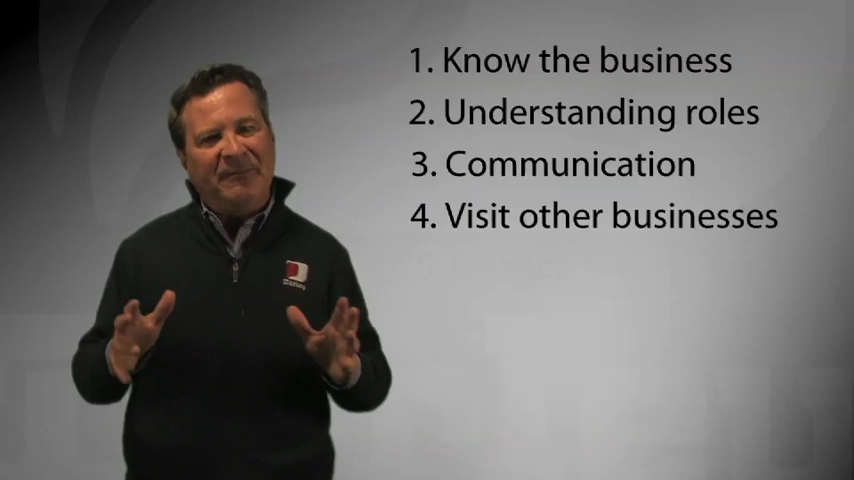 1. Know the business
2. Understanding roles
3. Communication
4. Visit other businesses